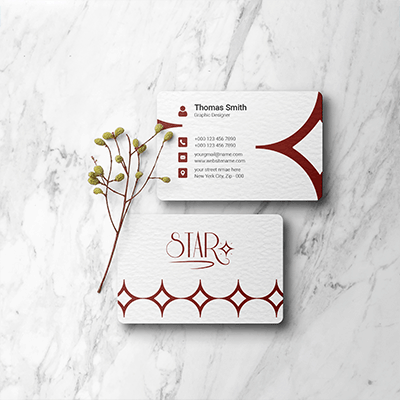 Thomas Smith
Graphic Designer
+000 123 456 7890
+000 123 456 7890
yourgmail@name.com
www.websitename.com
your street emae here
New York City, Zip - 000
STAR